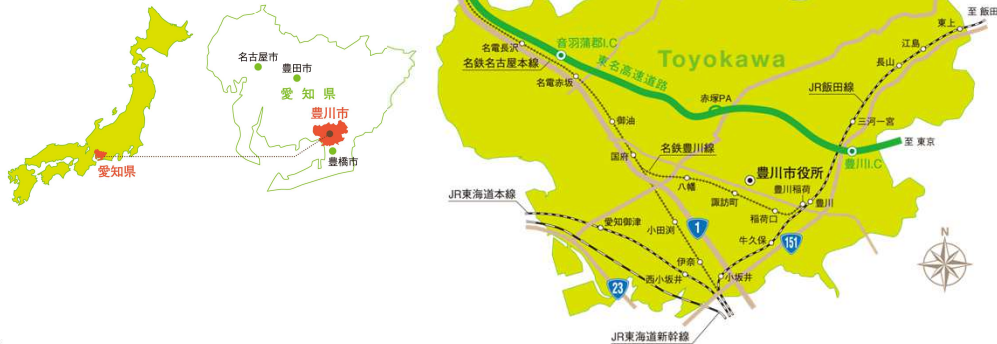 名古屋市
豊田市
愛知県
豊川市
豊橋市
愛知県
至 飯田
東上
江島
長山
名電長沢
音羽蒲郡I.C
名鉄名古屋本線
東名高速道路
Toyokawa
名電赤坂
赤塚PA
JR飯田線
御油
三河一宮
至 東京
国府
名鉄豊川線
豊川I.C
豊川市役所
八幡
諏訪町
豊川稲荷
豊川
稲荷口
JR東海道本線
愛知御津
小田渕
1
牛久保
151
N
伊奈
西小坂井
小坂井
23
JR東海道新幹線